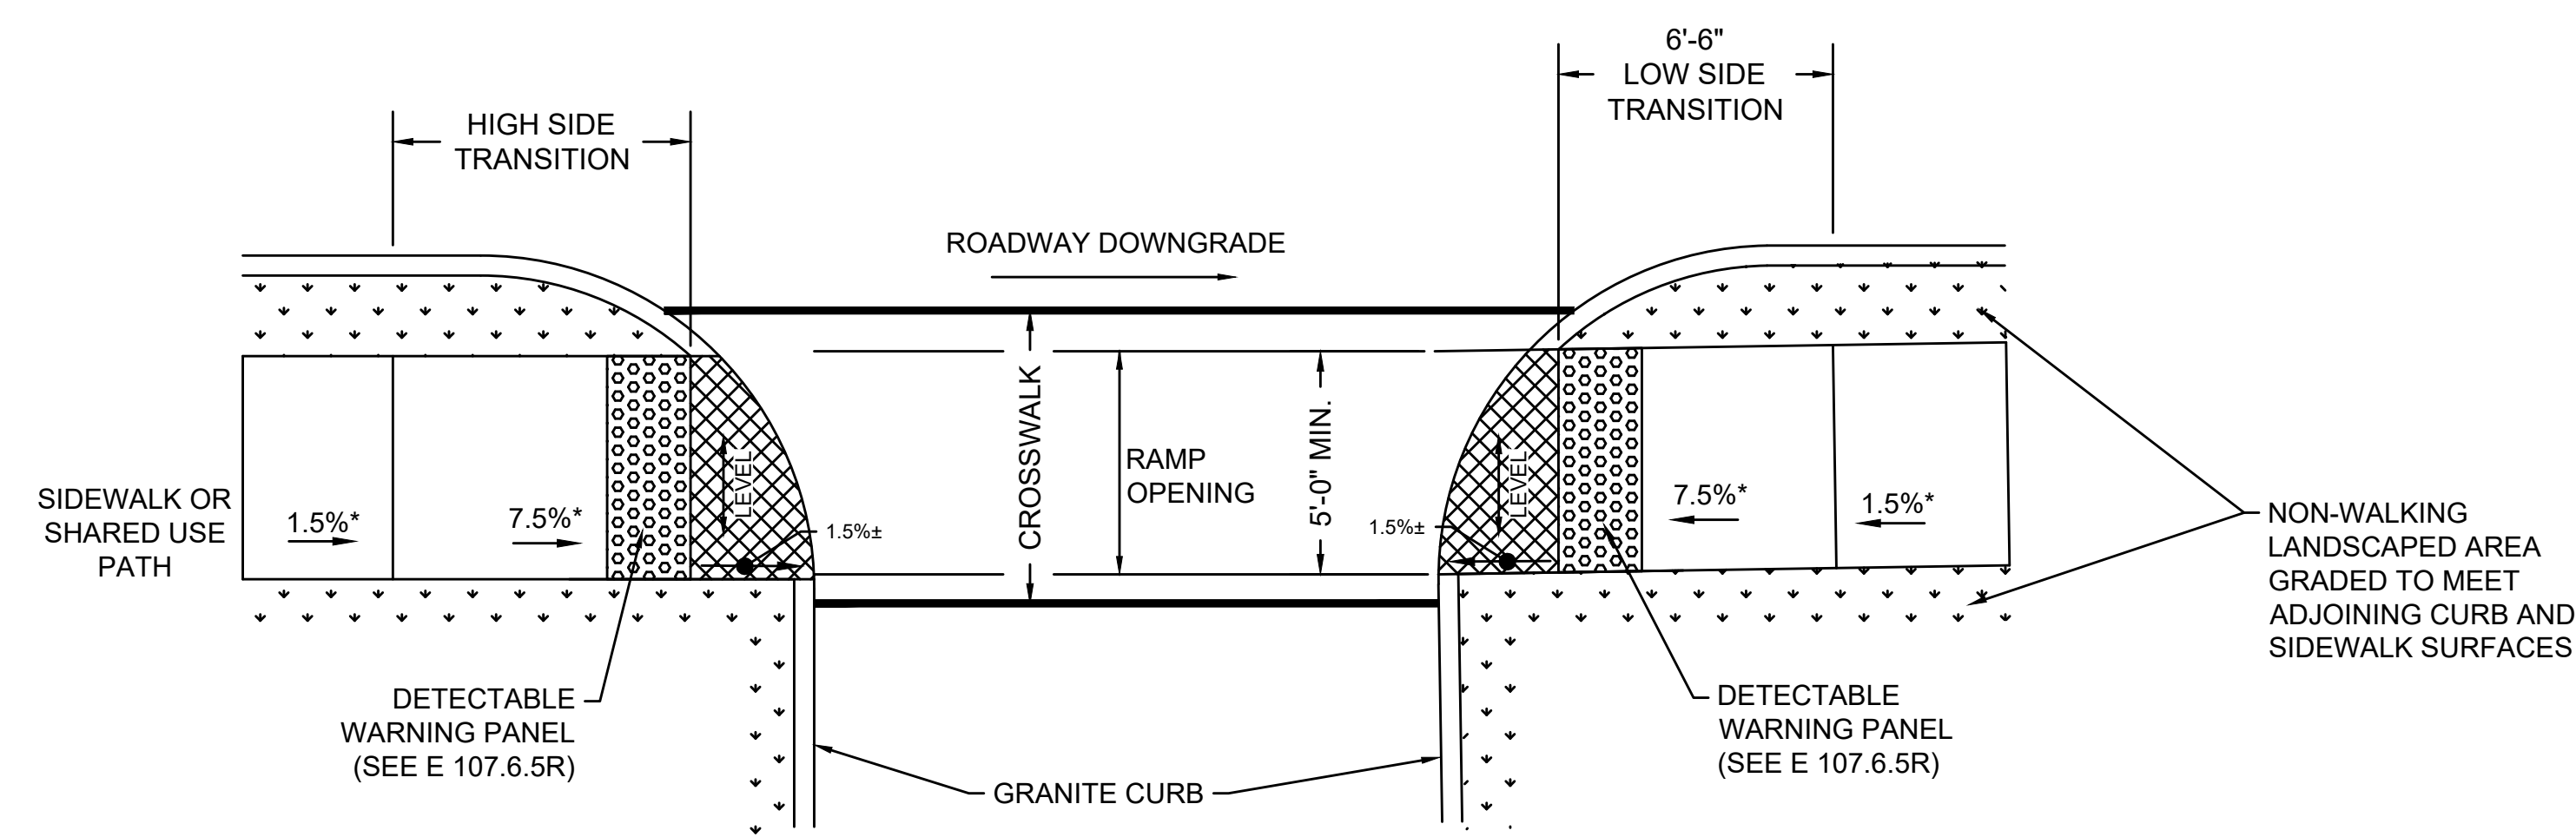 6'-6"
LOW SIDE
TRANSITION
HIGH SIDE
TRANSITION
ROADWAY DOWNGRADE
CROSSWALK
RAMP
OPENING
5'-0" MIN.
LEVEL
LEVEL
SIDEWALK OR
SHARED USE
PATH
1.5%*
7.5%*
1.5%±
1.5%±
7.5%*
1.5%*
NON-WALKING
LANDSCAPED AREA
GRADED TO MEET
ADJOINING CURB AND
SIDEWALK SURFACES
DETECTABLE
WARNING PANEL
(SEE E 107.6.5R)
DETECTABLE
WARNING PANEL
(SEE E 107.6.5R)
GRANITE CURB